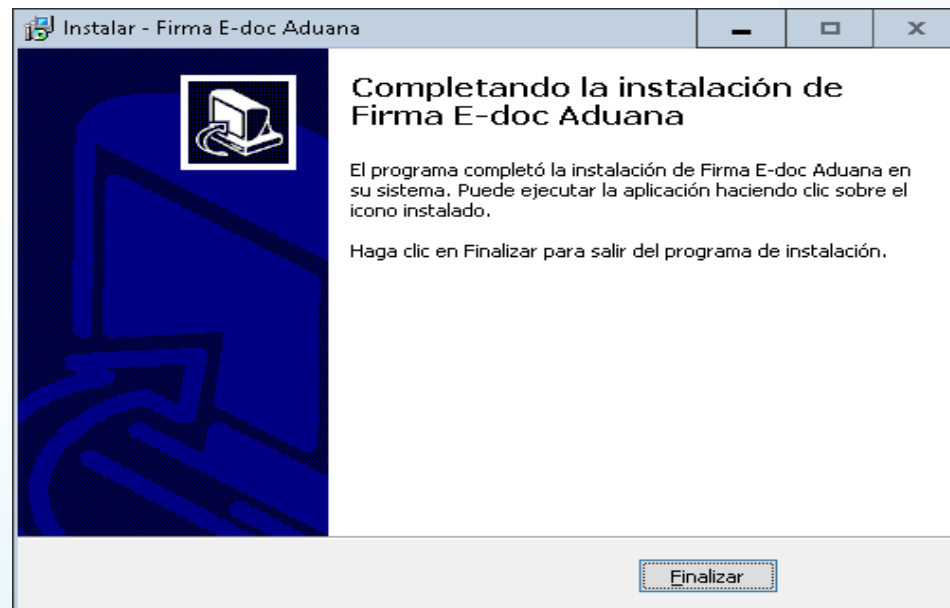 Instalar - Firma E-doc Aduana
Completando la instalación de
Firma E-doc Aduana
El programa completó la instalación de Firma E-doc Aduana en
su sistema. Puede ejecutar la aplicación haciendo clic sobre el
icono instalado.
Haga clic en Finalizar para salir del programa de instalación.
Finalizar